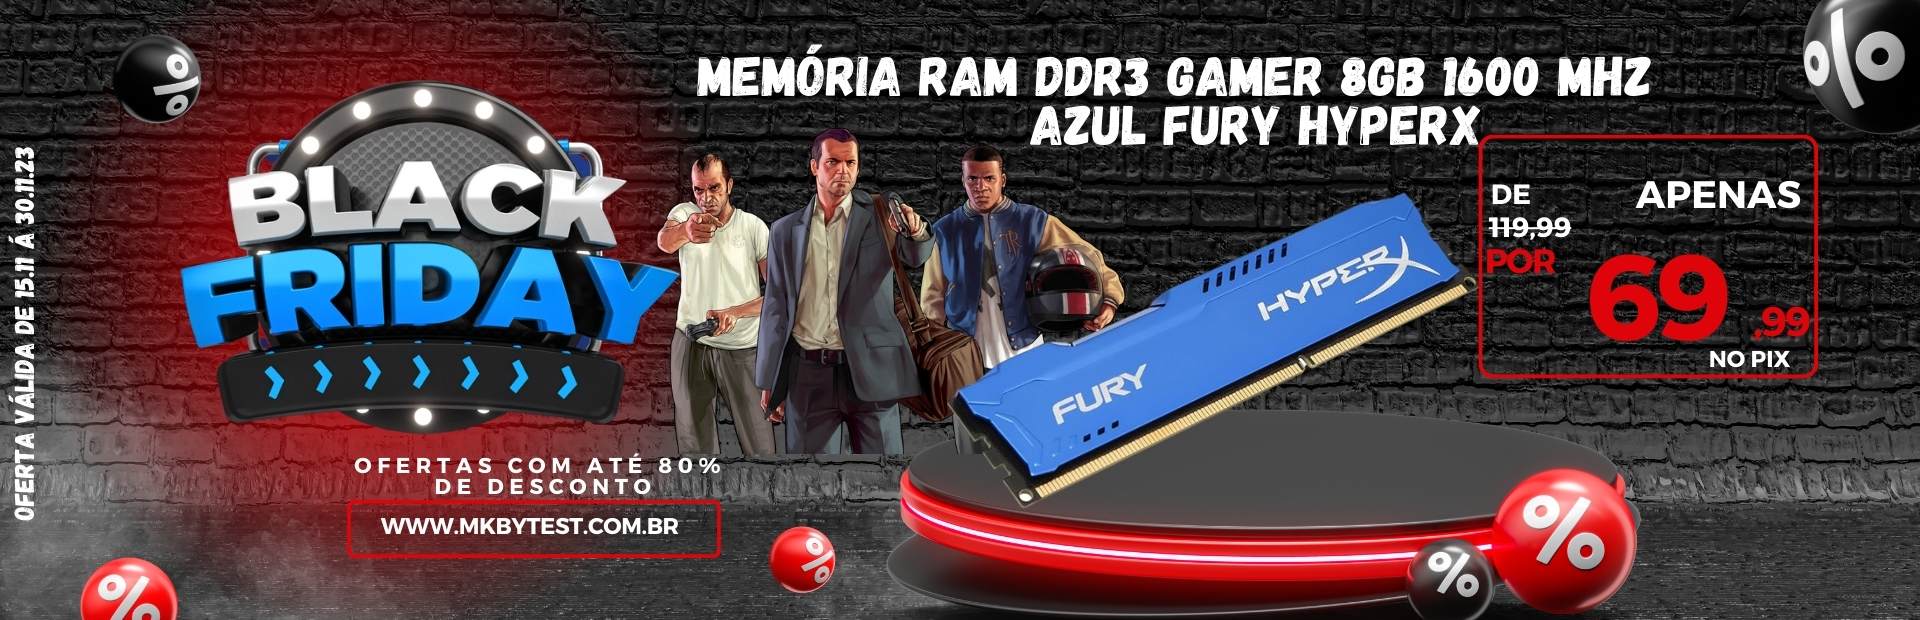 OFERTA VÁLIDA DE 15.11 Á 30.11.23
BLACK
FRIDAY
OFERTAS COM ATÉ 80%
DE DESCONTO
WWW.MKBYTEST.COM.BR
MEMÓRIA RAM DDR3 GAMER 8GB 1600 MHZ
AZUL FURY HYPERX
FURY
HYPERX
DE
119,99
POR
APENAS
69,99
NO PIX
%
%
%
%
%
%